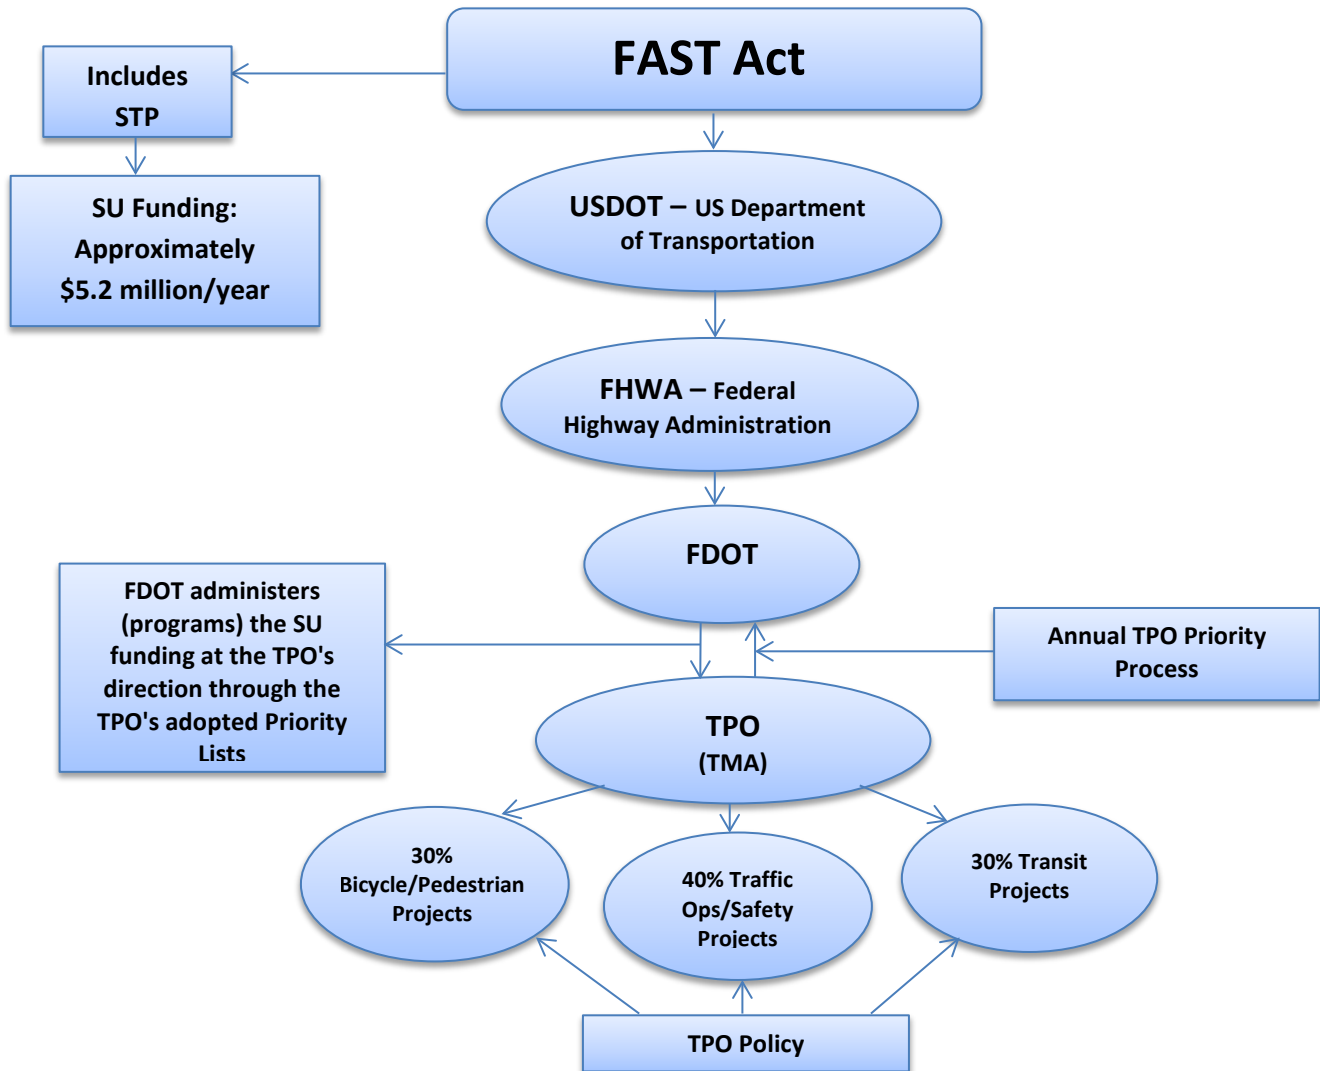 FAST Act
Includes
STP
SU Funding:
Approximately
$5.2 million/year
USDOT – US Department
of Transportation
FHWA – Federal
Highway Administration
FDOT
FDOT administers
(programs) the SU
funding at the TPO's
direction through the
TPO's adopted Priority
Lists
Annual TPO Priority
Process
TPO
(TMA)
30%
Bicycle/Pedestrian
Projects
40% Traffic
Ops/Safety
Projects
30% Transit
Projects
TPO Policy